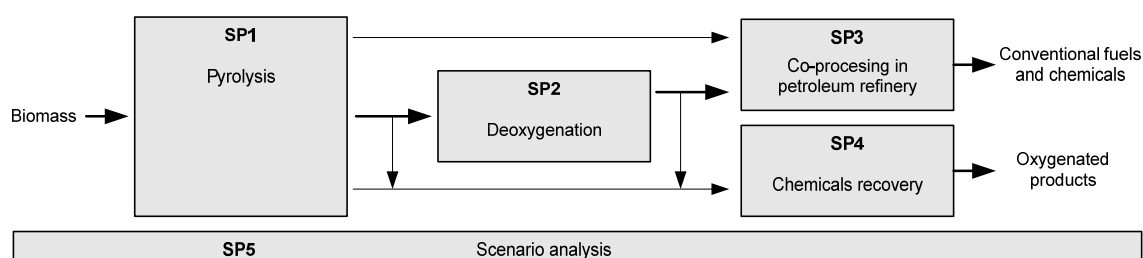 Biomass
SP1
Pyrolysis
SP2
Deoxygenation
SP3
Co-procesing in
petroleum refinery
Conventional fuels
and chemicals
SP4
Chemicals recovery
Oxygenated
products
SP5 Scenario analysis